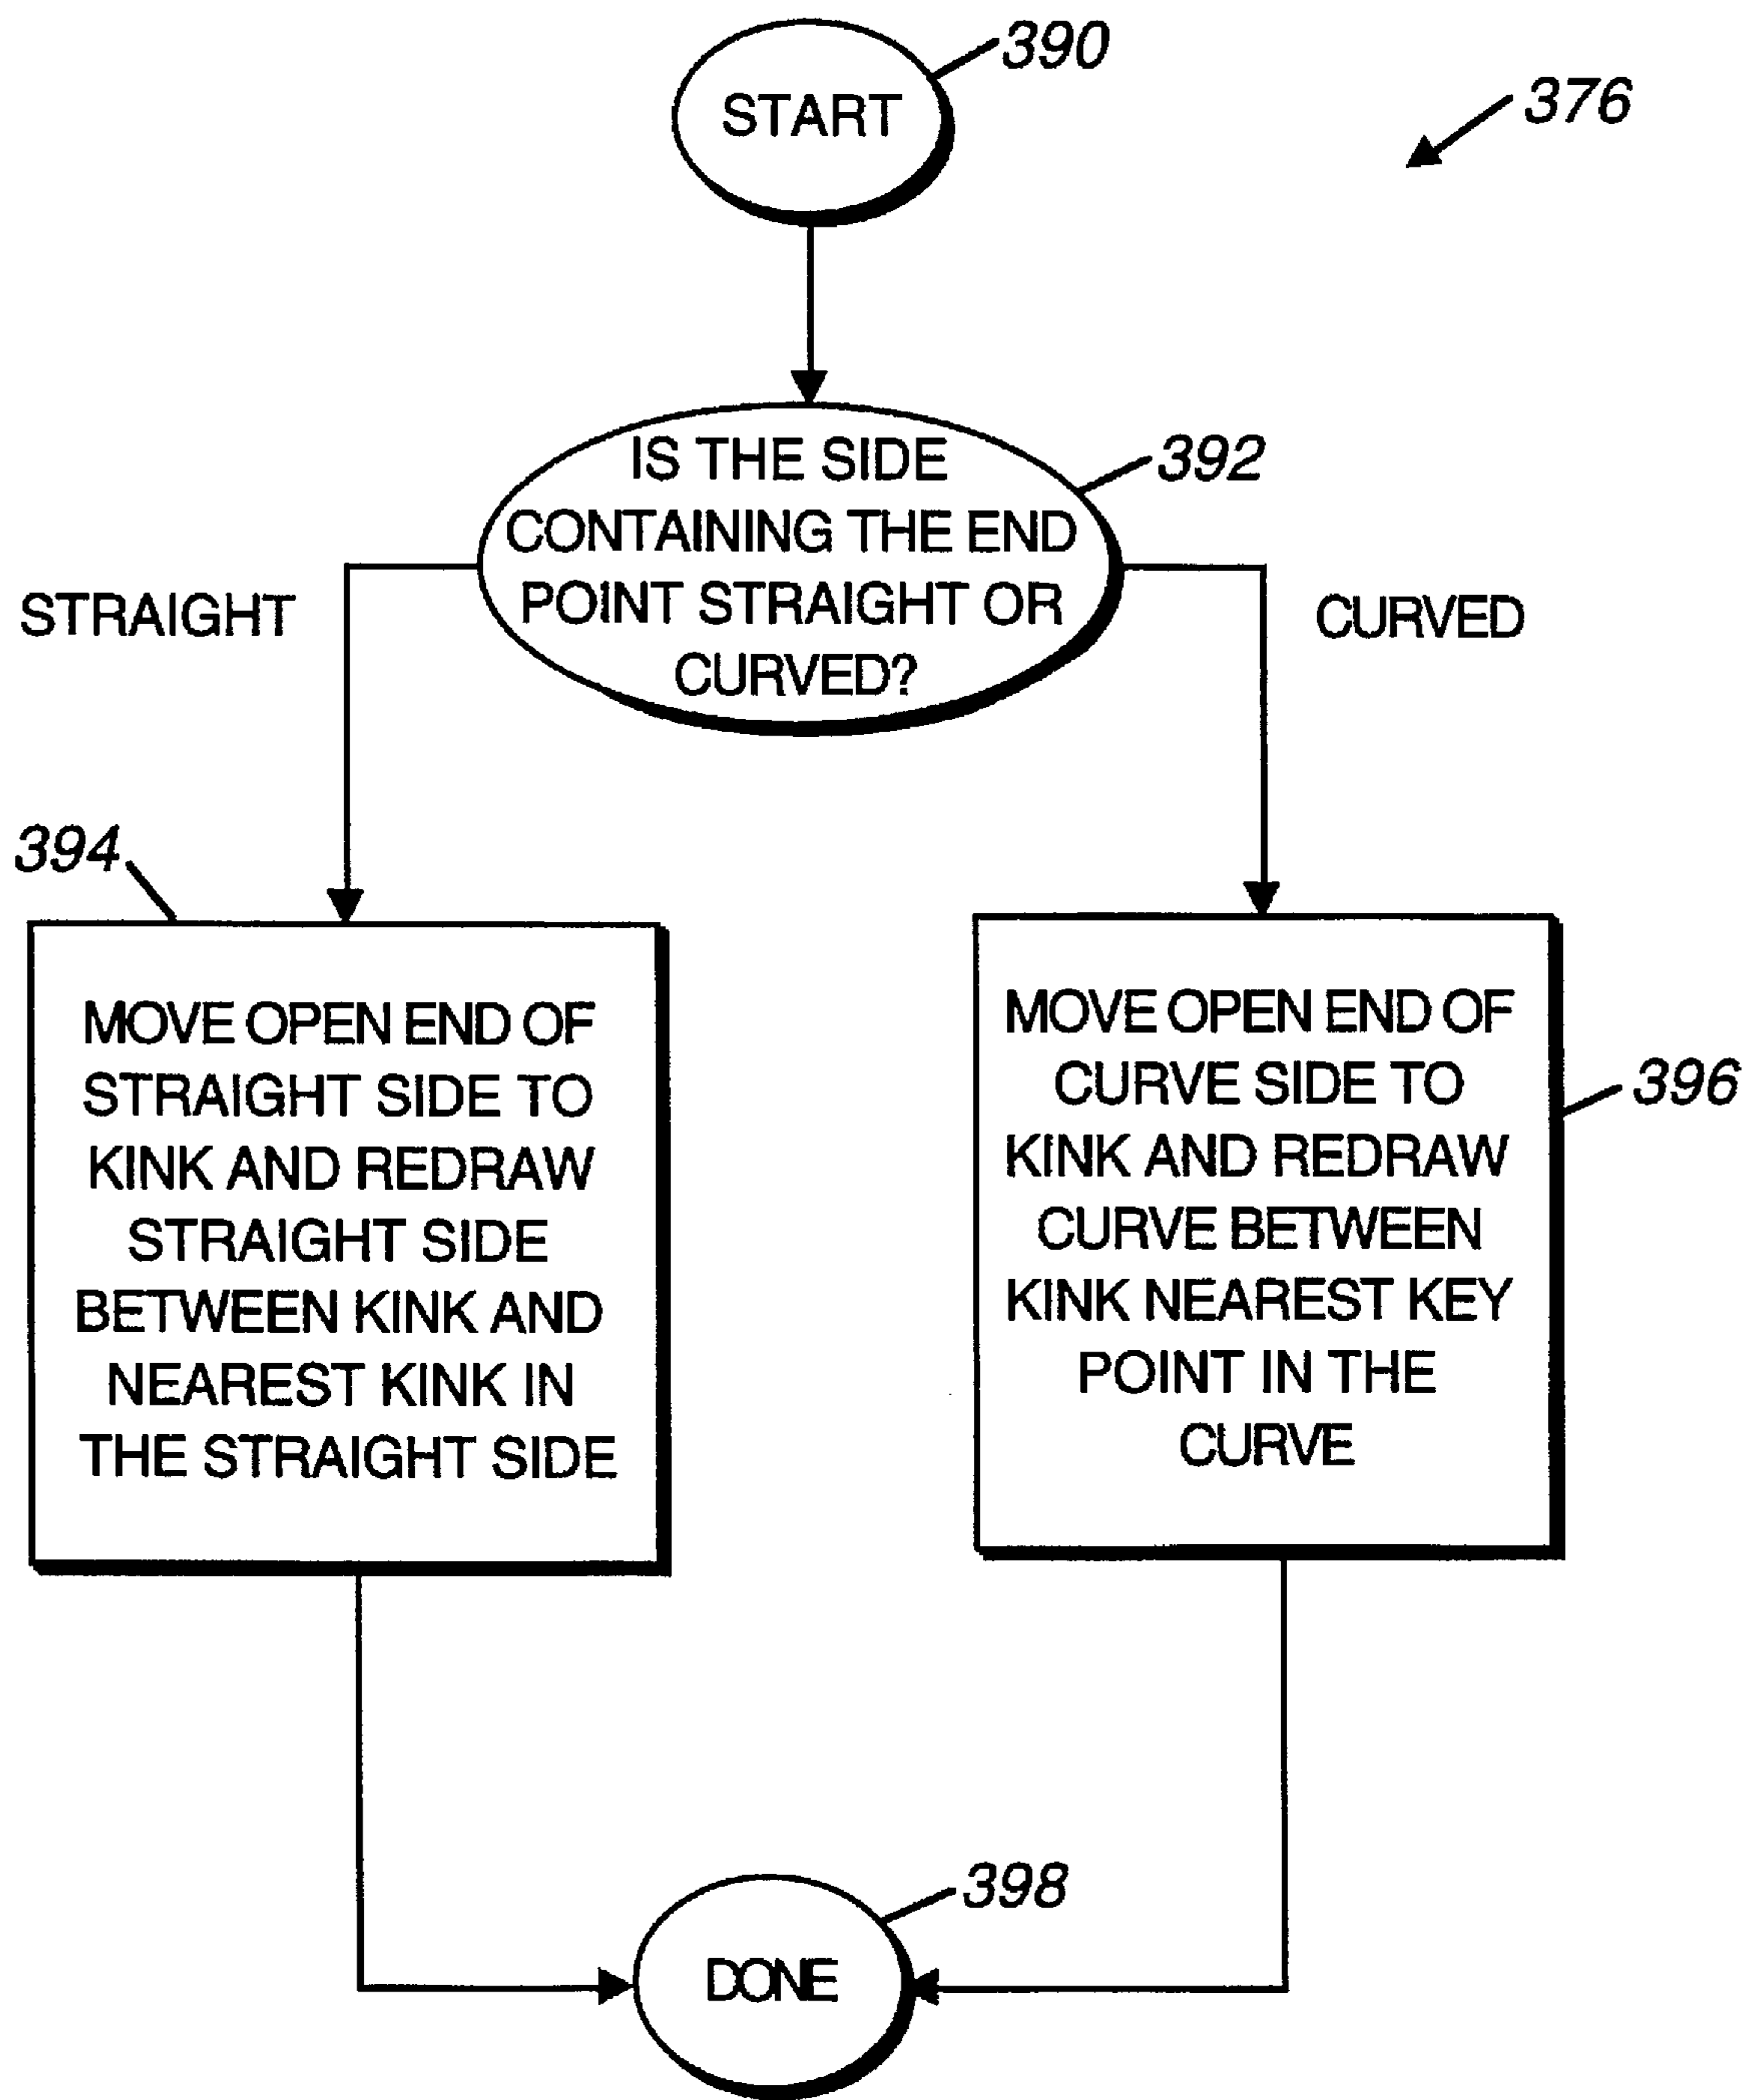 START
390
376
IS THE SIDE
CONTAINING THE END
POINT STRAIGHT OR
CURVED?
392
STRAIGHT
CURVED
394
MOVE OPEN END OF
STRAIGHT SIDE TO
KINK AND REDRAW
STRAIGHT SIDE
BETWEEN KINK AND
NEAREST KINK IN
THE STRAIGHT SIDE
MOVE OPEN END OF
CURVE SIDE TO
KINK AND REDRAW
CURVE BETWEEN
KINK NEAREST KEY
POINT IN THE
CURVE
396
398
DONE